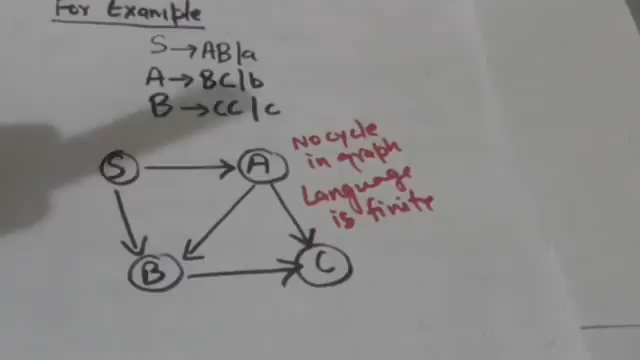 For Example
S→AB|a
A→BC|b
B→CC|c
No cycle
in graph
Language
is finite
S
A
B
C